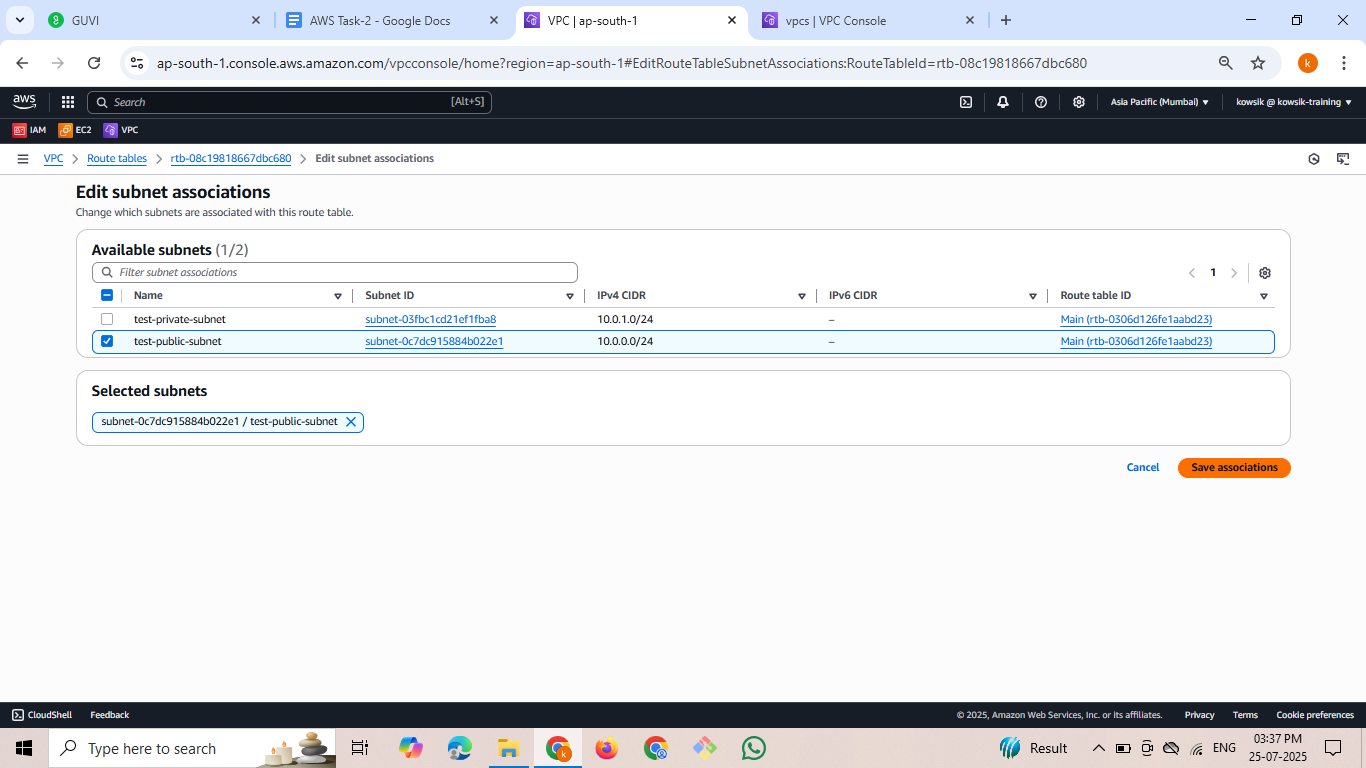 GUVI
AWS Task-2 - Google Docs
VPC | ap-south-1
vpcs | VPC Console
ap-south-1.console.aws.amazon.com/vpcconsole/home?region=ap-south-1#EditRouteTableSubnetAssociations:RouteTableId=rtb-08c19818667dbc680
k
aws
Search [Alt+S]
Asia Pacific (Mumbai)
kowsik @ kowsik-training
IAM EC2 VPC
VPC > Route tables > rtb-08c19818667dbc680 > Edit subnet associations
Edit subnet associations
Change which subnets are associated with this route table.
Available subnets (1/2)
Filter subnet associations
1
Name Subnet ID IPv4 CIDR IPv6 CIDR Route table ID
test-private-subnet subnet-03fbc1cd21ef1fba8 10.0.1.0/24 – Main (rtb-0306d126fe1aabd23)
test-public-subnet subnet-0c7dc915884b022e1 10.0.0.0/24 – Main (rtb-0306d126fe1aabd23)
Selected subnets
subnet-0c7dc915884b022e1 / test-public-subnet
Cancel Save associations
CloudShell Feedback © 2025, Amazon Web Services, Inc. or its affiliates. Privacy Terms Cookie preferences
Type here to search
k
Result
ENG
03:37 PM
25-07-2025